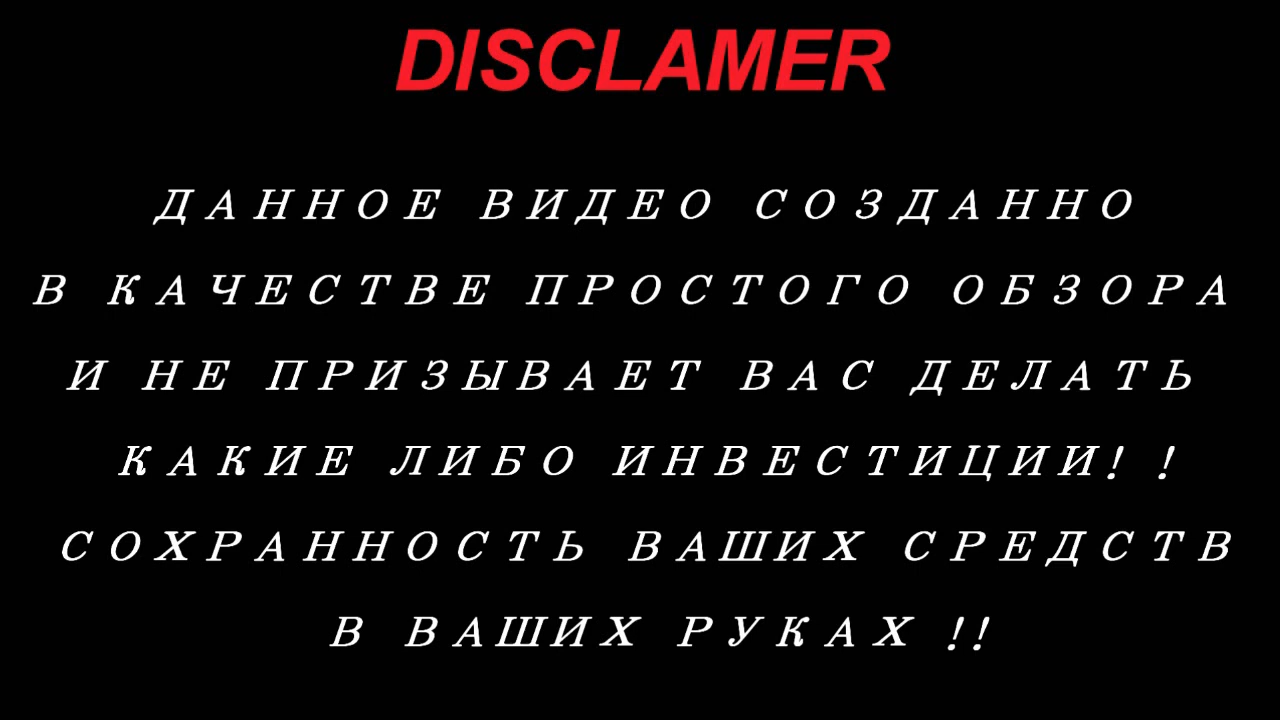 DISCLAMER
ДАННОЕ ВИДЕО СОЗДАННО
В КАЧЕСТВЕ ПРОСТОГО ОБЗОРА
И НЕ ПРИЗЫВАЕТ ВАС ДЕЛАТЬ
КАКИЕ ЛИБО ИНВЕСТИЦИИ! !
СОХРАННОСТЬ ВАШИХ СРЕДСТВ
В ВАШИХ РУКАХ !!